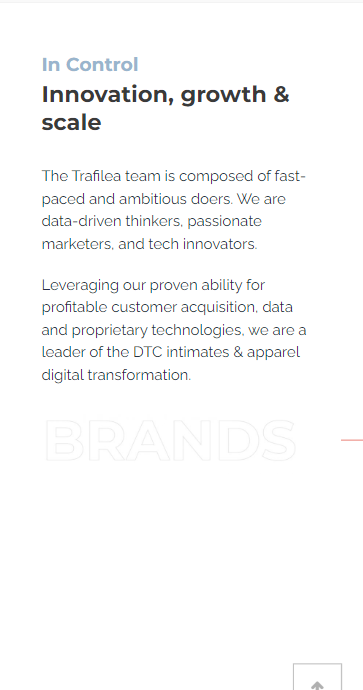 In Control
Innovation, growth &
scale
The Trafilea team is composed of fast-
paced and ambitious doers. We are
data-driven thinkers, passionate
marketers, and tech innovators.
Leveraging our proven ability for
profitable customer acquisition, data
and proprietary technologies, we are a
leader of the DTC intimates & apparel
digital transformation.
BRANDS